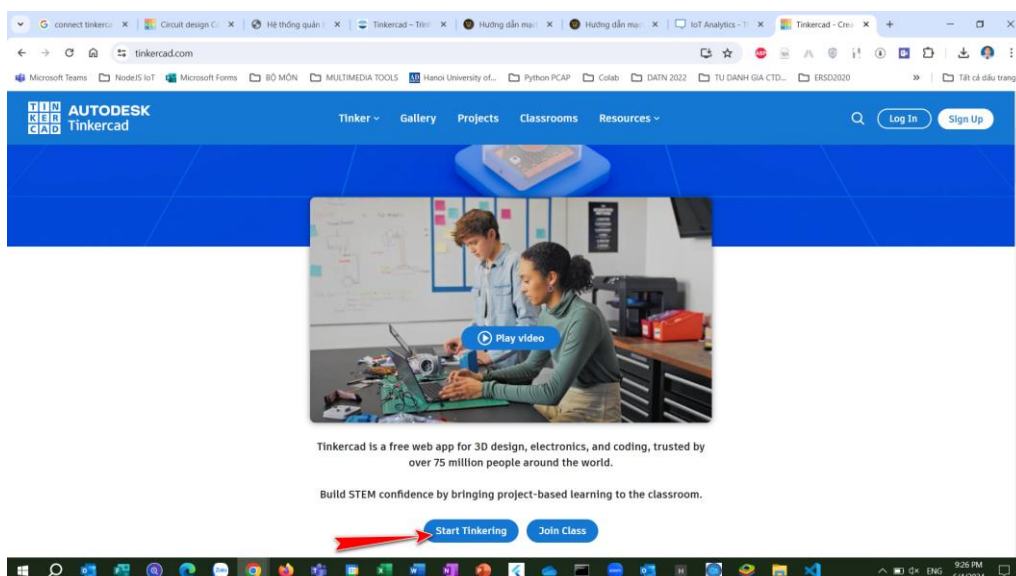 connect tinkerca
Circuit design Ci
Hệ thống quản
Tinkercad – Trìn
Hướng dẫn mạ
Hướng dẫn mạ
IoT Analytics - T
Tinkercad - Crea
tinkercad.com
Microsoft Teams
NodeJS IoT
Microsoft Forms
BỘ MÔN
MULTIMEDIA TOOLS
Hanoi University of...
Python PCAP
Colab
DATN 2022
TU DANH GIA CTD...
ERSD2020
Tất cả dấu trang
TIN
KER
CAD
AUTODESK
Tinkercad
Tinker
Gallery
Projects
Classrooms
Resources
Log In
Sign Up
Play video
Tinkercad is a free web app for 3D design, electronics, and coding, trusted by
over 75 million people around the world.
Build STEM confidence by bringing project-based learning to the classroom.
Start Tinkering
Join Class
ENG
9:26 PM